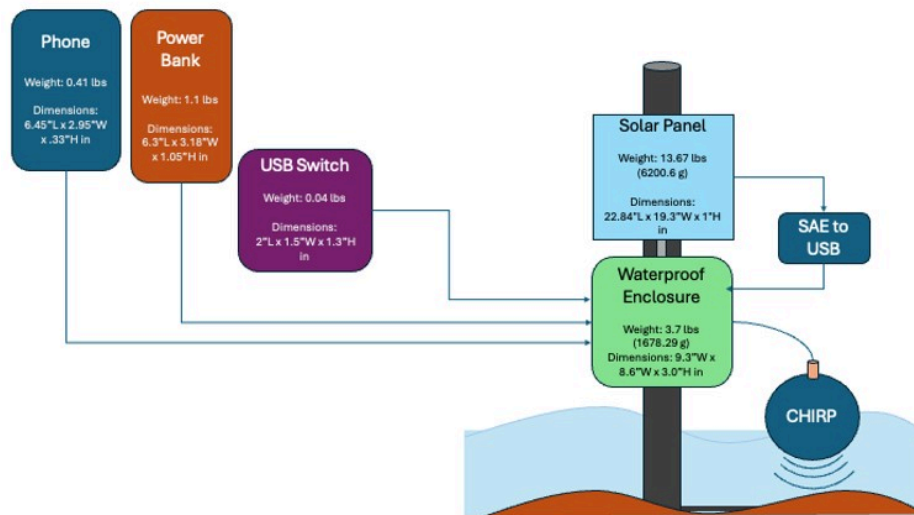 Phone
Weight: 0.41 lbs
Dimensions:
6.45"L x 2.95"W
x .33"H in
Power
Bank
Weight: 1.1 lbs
Dimensions:
6.3"L x 3.18"W
x 1.05"H in
USB Switch
Weight: 0.04 lbs
Dimensions:
2"L x 1.5"W x 1.3"H
in
Solar Panel
Weight: 13.67 lbs
(6200.6 g)
Dimensions:
22.84"L x 19.3"W x 1"H
in
SAE to
USB
Waterproof
Enclosure
Weight: 3.7 lbs
(1678.29 g)
Dimensions: 9.3"W x
8.6"W x 3.0"H in
CHIRP